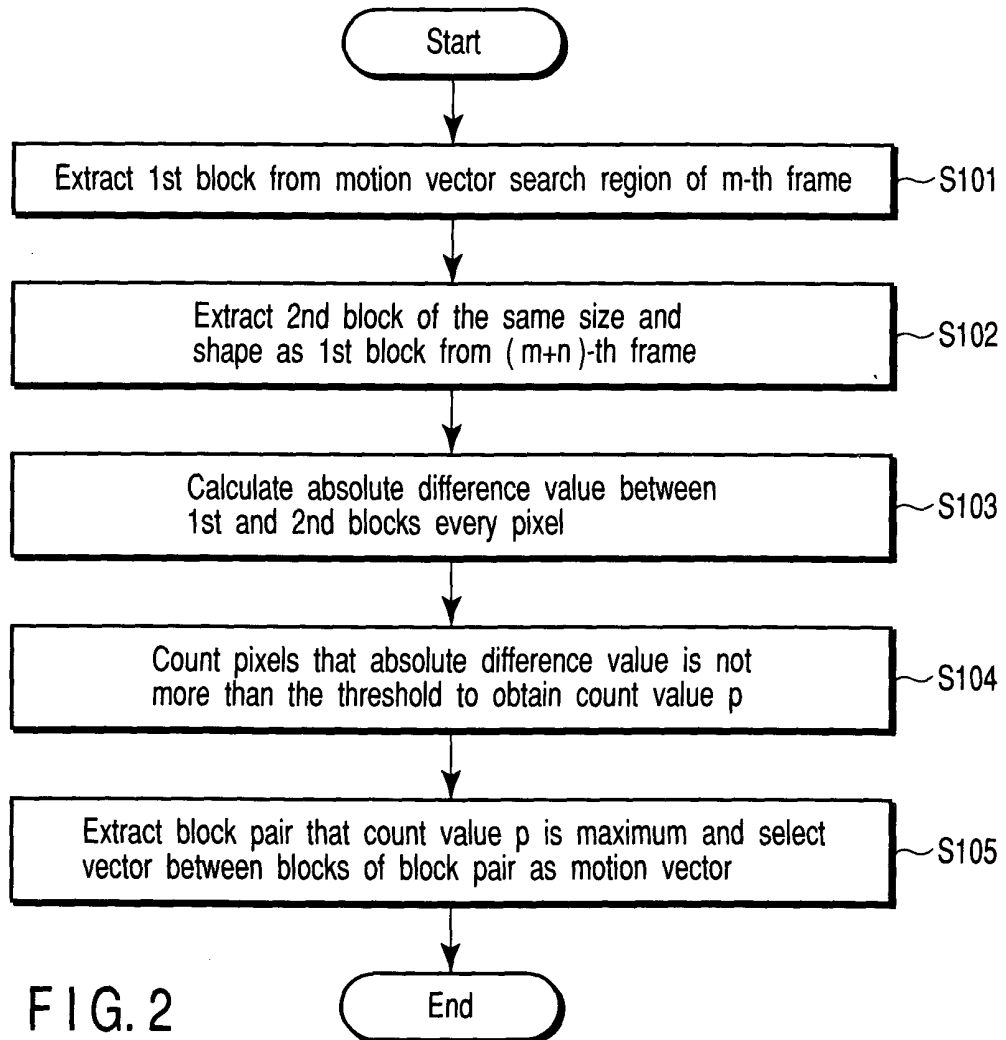 Start
Extract 1st block from motion vector search region of m-th frame
S101
Extract 2nd block of the same size and
shape as 1st block from (m+n)-th frame
S102
Calculate absolute difference value between
1st and 2nd blocks every pixel
S103
Count pixels that absolute difference value is not
more than the threshold to obtain count value p
S104
Extract block pair that count value p is maximum and select
vector between blocks of block pair as motion vector
S105
End
FIG. 2